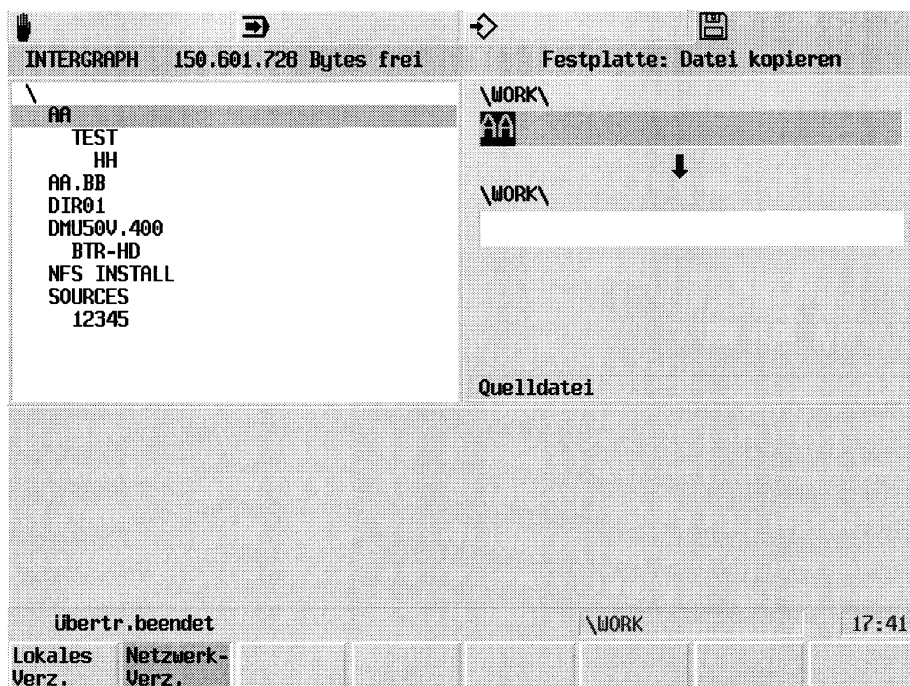 INTERGRAPH 150.601.728 Bytes frei
Festplatte: Datei kopieren
\
AA
TEST
HH
AA.BB
DIR01
DMU50V.400
BTR-HD
NFS INSTALL
SOURCES
12345
\WORK\
AA
\WORK\
Quelldatei
übertr.beendet
\WORK
17:41
Lokales Verz.
Netzwerk-
Verz.